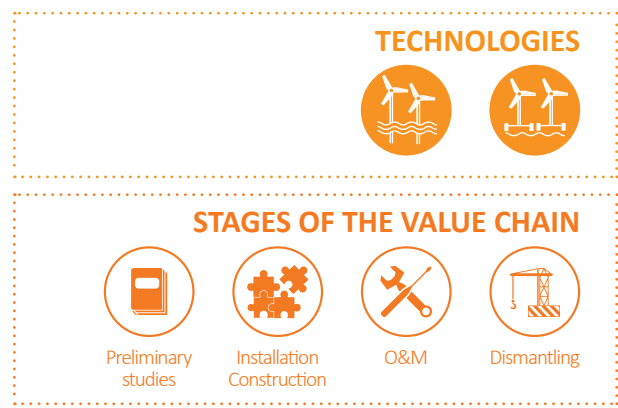 TECHNOLOGIES
STAGES OF THE VALUE CHAIN
Preliminary
studies
Installation
Construction
O&M
Dismantling